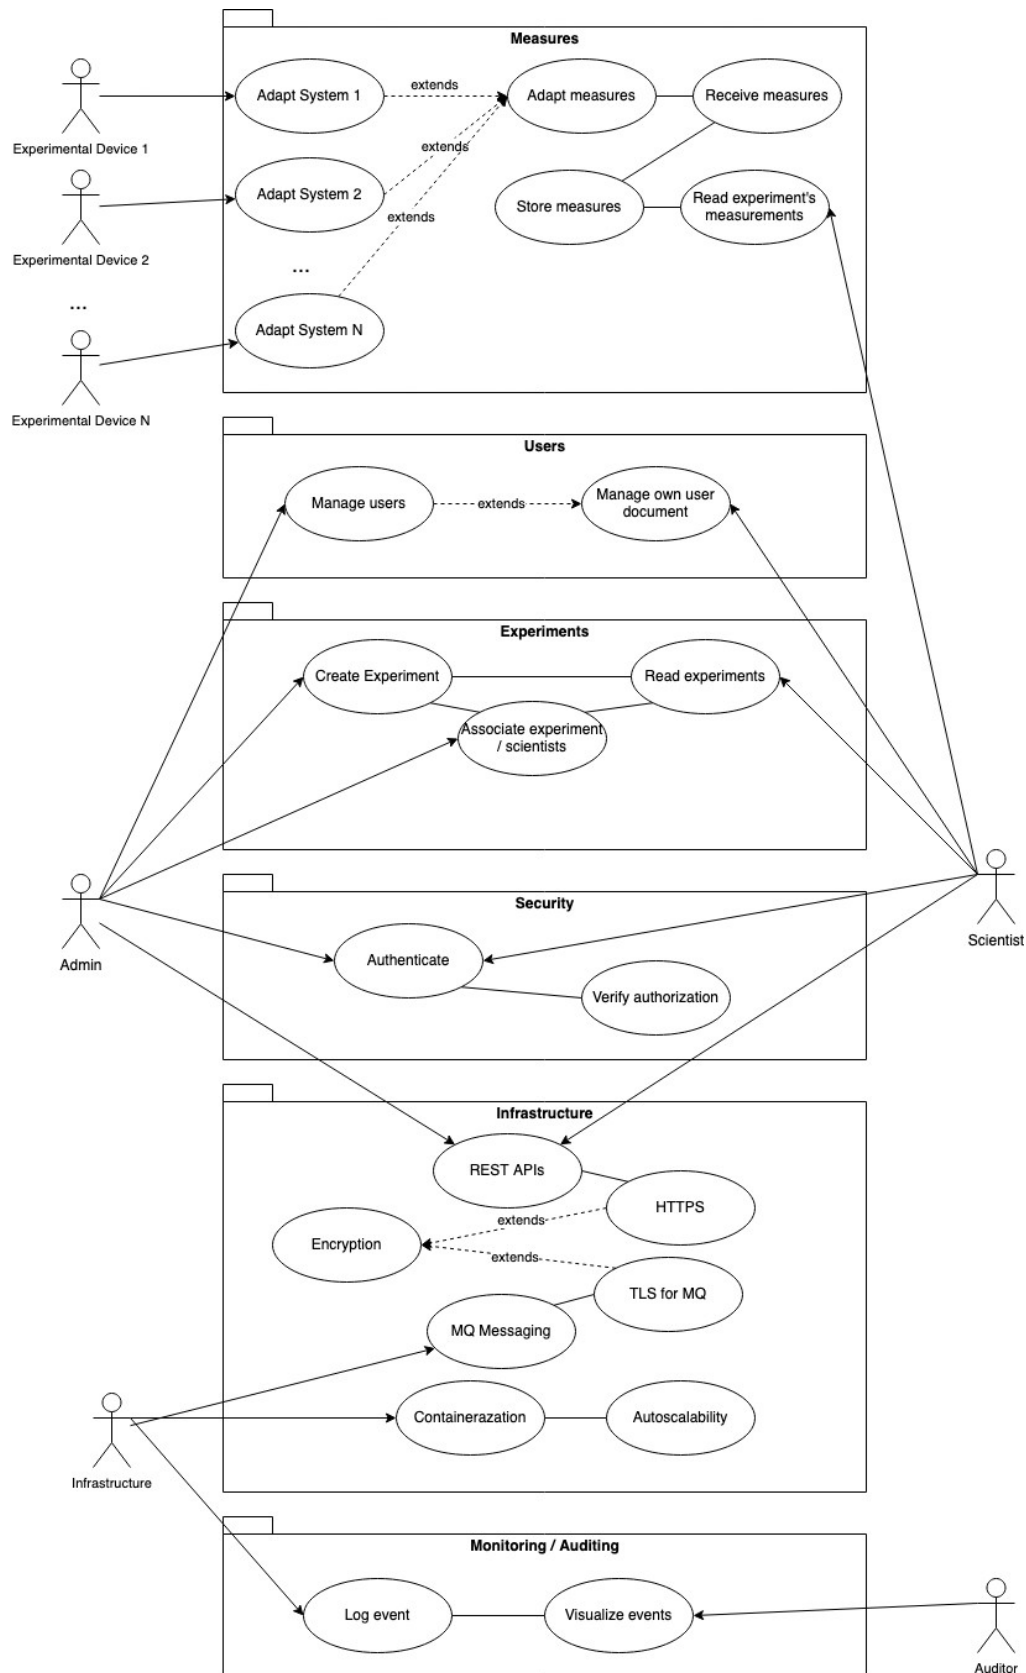 Measures
Experimental Device 1
Adapt System 1
extends
Adapt measures
Receive measures
extends
Experimental Device 2
Adapt System 2
extends
Store measures
Read experiment's
measurements
...
...
Experimental Device N
Adapt System N
Users
Manage users
extends
Manage own user
document
Experiments
Create Experiment
Read experiments
Associate experiment
/ scientists
Admin
Scientist
Security
Authenticate
Verify authorization
Infrastructure
REST APIs
HTTPS
extends
Encryption
extends
TLS for MQ
MQ Messaging
Containerazation
Autoscalability
Infrastructure
Monitoring / Auditing
Log event
Visualize events
Auditor